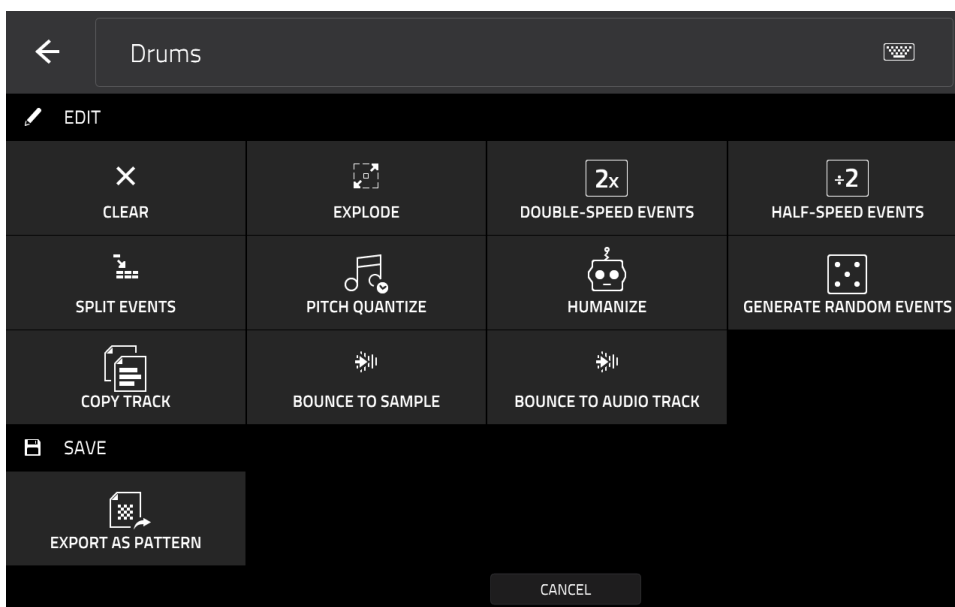 Drums
EDIT
CLEAR
EXPLODE
2x
DOUBLE-SPEED EVENTS
÷2
HALF-SPEED EVENTS
SPLIT EVENTS
PITCH QUANTIZE
HUMANIZE
GENERATE RANDOM EVENTS
COPY TRACK
BOUNCE TO SAMPLE
BOUNCE TO AUDIO TRACK
SAVE
EXPORT AS PATTERN
CANCEL